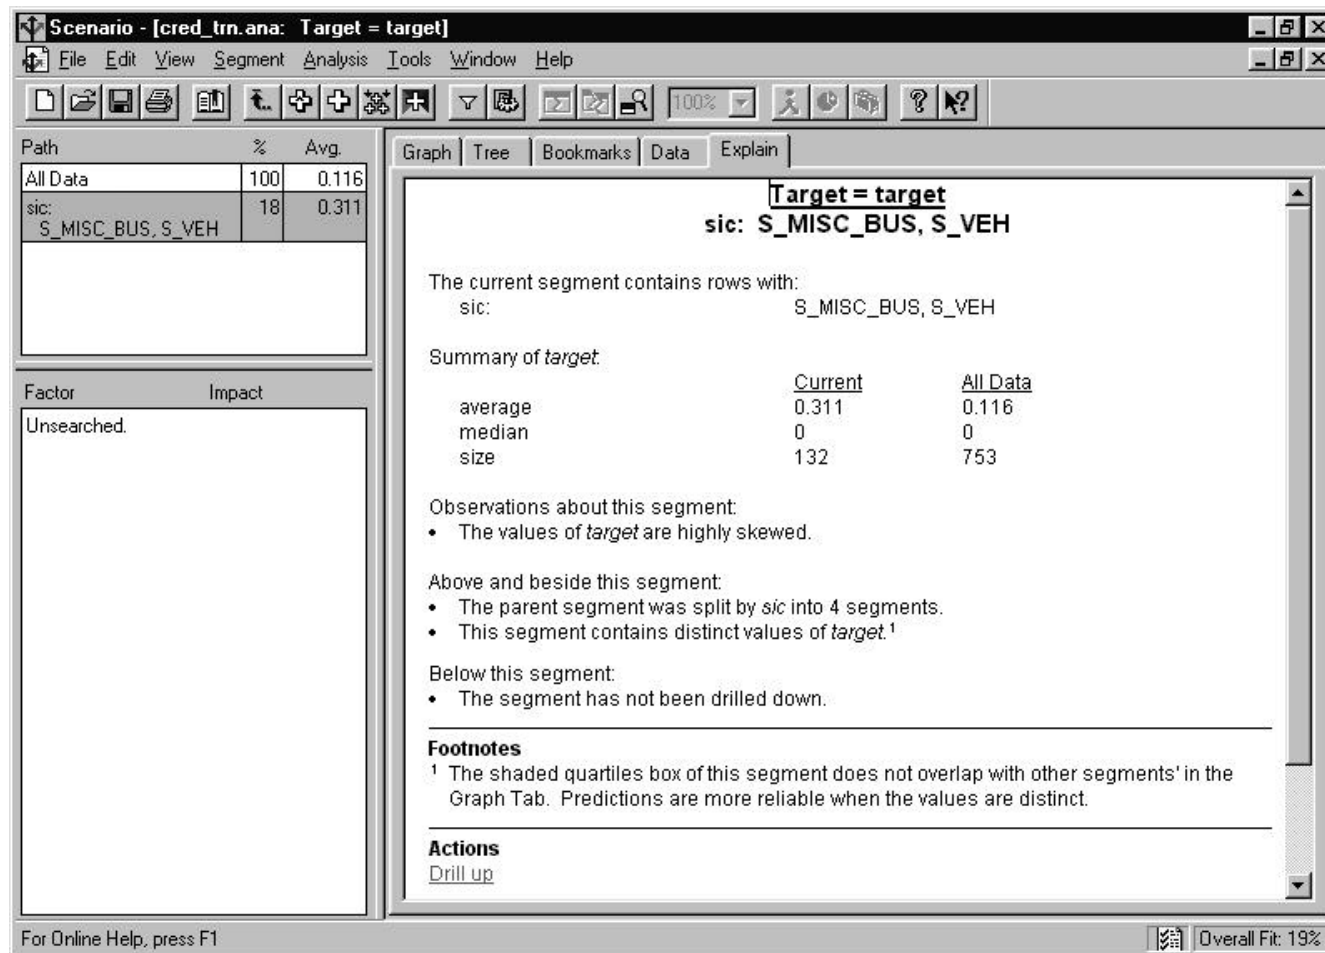 Scenario - [cred_trn.ana: Target = target]
File Edit View Segment Analysis Tools Window Help
100%
Path % Avg.
All Data 100 0.116
sic: 18 0.311
S_MISC_BUS, S_VEH
Factor Impact
Unsearched.
Graph Tree Bookmarks Data Explain
Target = target
sic: S_MISC_BUS, S_VEH
The current segment contains rows with:
sic: S_MISC_BUS, S_VEH
Summary of target:
Current All Data
average 0.311 0.116
median 0 0
size 132 753
Observations about this segment:
• The values of target are highly skewed.
Above and beside this segment:
• The parent segment was split by sic into 4 segments.
• This segment contains distinct values of target.¹
Below this segment:
• The segment has not been drilled down.
Footnotes
¹ The shaded quartiles box of this segment does not overlap with other segments' in the
Graph Tab. Predictions are more reliable when the values are distinct.
Actions
Drill up
For Online Help, press F1
Overall Fit: 19%